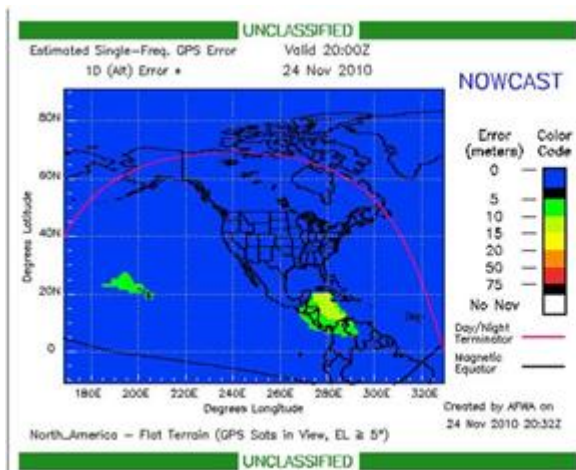 UNCLASSIFIED
Estimated Single-Freq. GPS Error
Valid 20:00Z
1D (Alt) Error *
24 Nov 2010
NOWCAST
Error
(meters)
Color
Code
0
5
10
15
20
50
75
No Nav
Day/Night
Terminator
Magnetic
Equator
Degrees Latitude
80N
60N
40N
20N
0
180E
200E
220E
240E
260E
280E
300E
320E
Degrees Longitude
Created by AFWA on
24 Nov 2010 20:32Z
North_America – Flat Terrain (GPS Sats in View, EL ≥ 5°)
UNCLASSIFIED